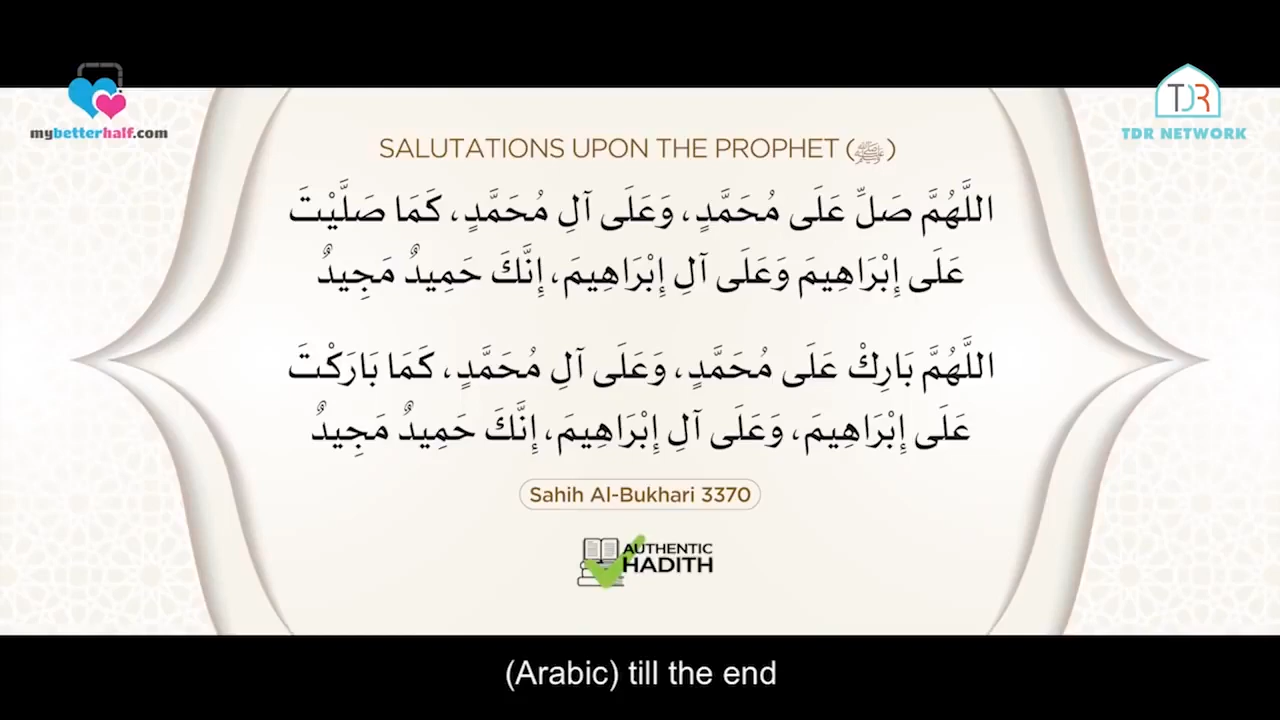 mybetterhalf.com
TDR
TDR NETWORK
SALUTATIONS UPON THE PROPHET (ﷺ)
اللَّهُمَّ صَلِّ عَلَى مُحَمَّدٍ، وَعَلَى آلِ مُحَمَّدٍ، كَمَا صَلَّيْتَ
عَلَى إِبْرَاهِيمَ وَعَلَى آلِ إِبْرَاهِيمَ، إِنَّكَ حَمِيدٌ مَجِيدٌ
اللَّهُمَّ بَارِكْ عَلَى مُحَمَّدٍ، وَعَلَى آلِ مُحَمَّدٍ، كَمَا بَارَكْتَ
عَلَى إِبْرَاهِيمَ، وَعَلَى آلِ إِبْرَاهِيمَ، إِنَّكَ حَمِيدٌ مَجِيدٌ
Sahih Al-Bukhari 3370
AUTHENTIC
HADITH
(Arabic) till the end